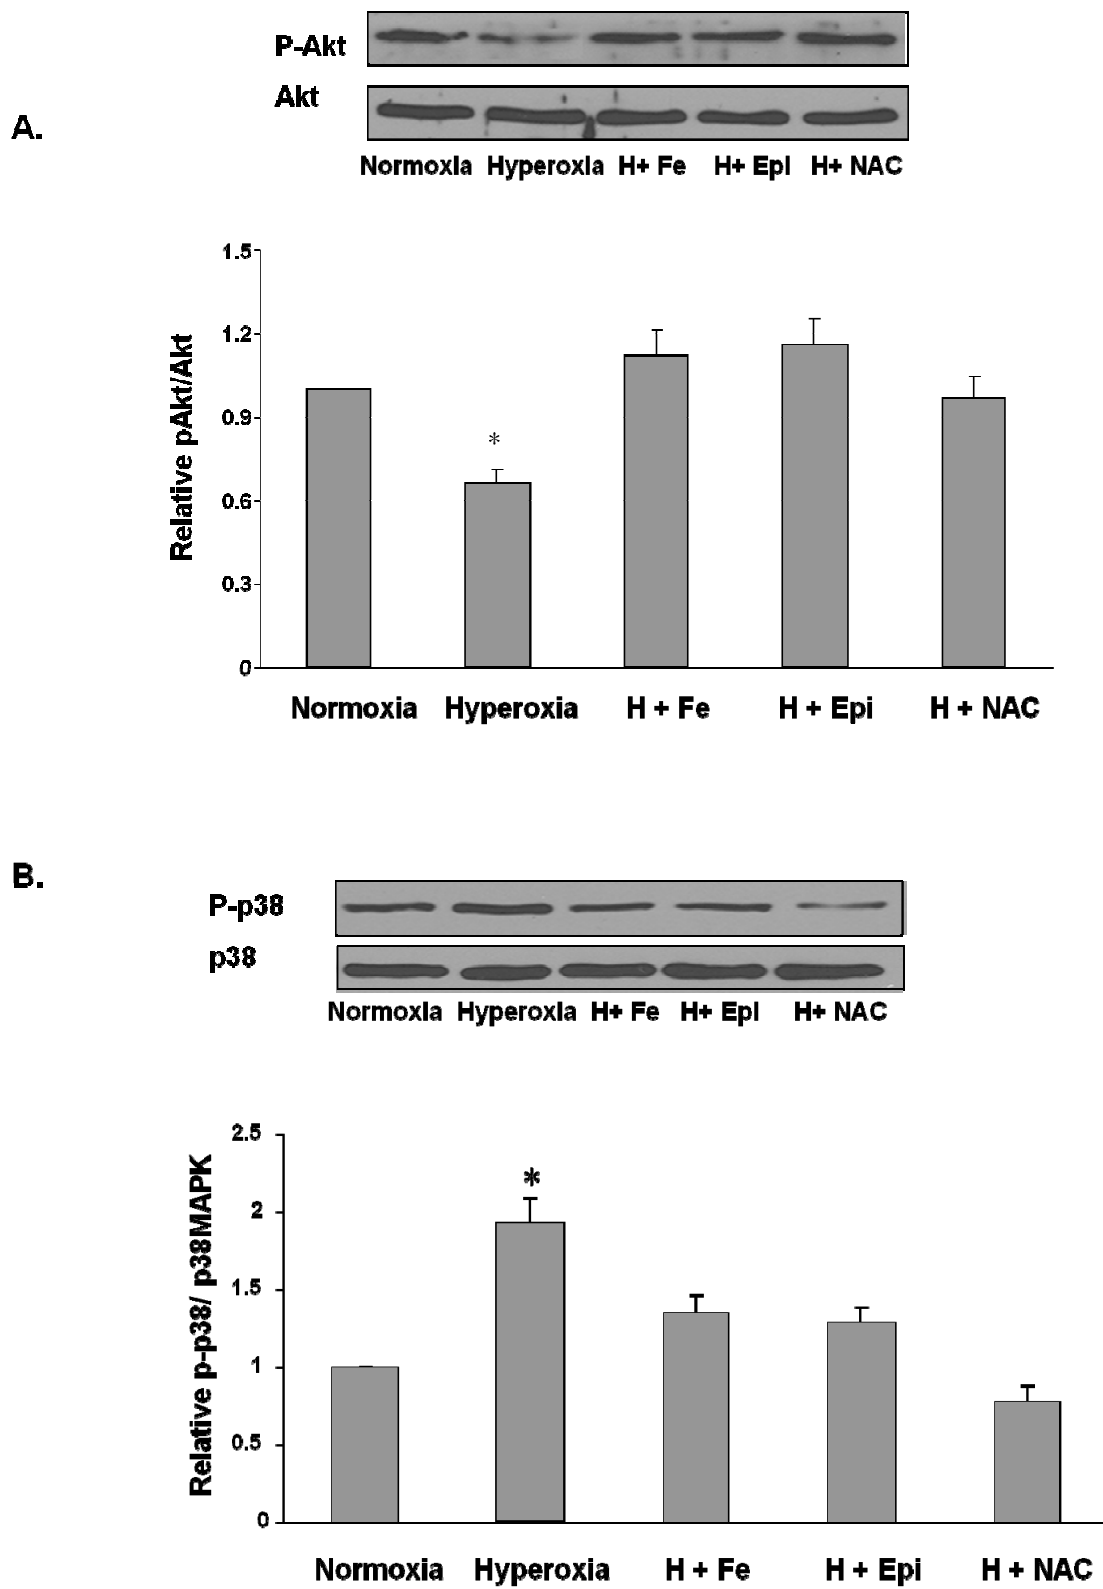 P-Akt
Akt
A.
Normoxia Hyperoxia H+ Fe H+ Epi H+ NAC
1.5
1.2
0.9
0.6
0.3
0
Relative pAkt/Akt
*
Normoxia Hyperoxia H + Fe H + Epi H + NAC
B.
P-p38
p38
Normoxia Hyperoxia H+ Fe H+ Epi H+ NAC
2.5
2
1.5
1
0.5
0
Relative p-p38/ p38MAPK
*
Normoxia Hyperoxia H + Fe H + Epi H + NAC